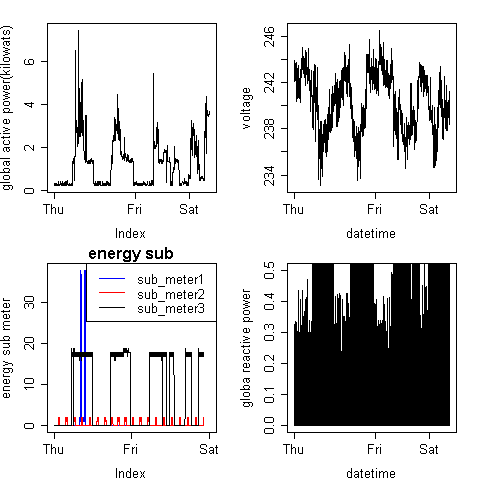 global active power(kilowats)
0 2 4 6
Thu Fri Sat
Index
voltage
234 238 242 246
Thu Fri Sat
datetime
energy sub
energy sub meter
0 10 20 30
sub_meter1
sub_meter2
sub_meter3
Thu Fri Sat
Index
globa reactive power
0.0 0.1 0.2 0.3 0.4 0.5
Thu Fri Sat
datetime